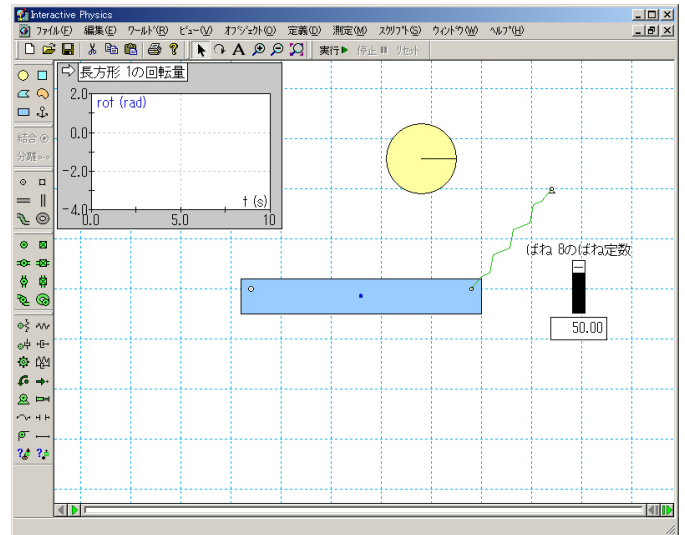 Interactive Physics
ファイル(F) 編集(E) ワールド(R) ビュー(V) オブジェクト(O) 定義(D) 測定(M) スクリプト(S) ウィンドウ(W) ヘルプ(H)
A 実行 停止 リセット
長方形 1の回転量
結合
分離
2.0
rot (rad)
0.0
-2.0
-4.0
t (s)
0.0 5.0 10
ばね 8のばね定数
50.00